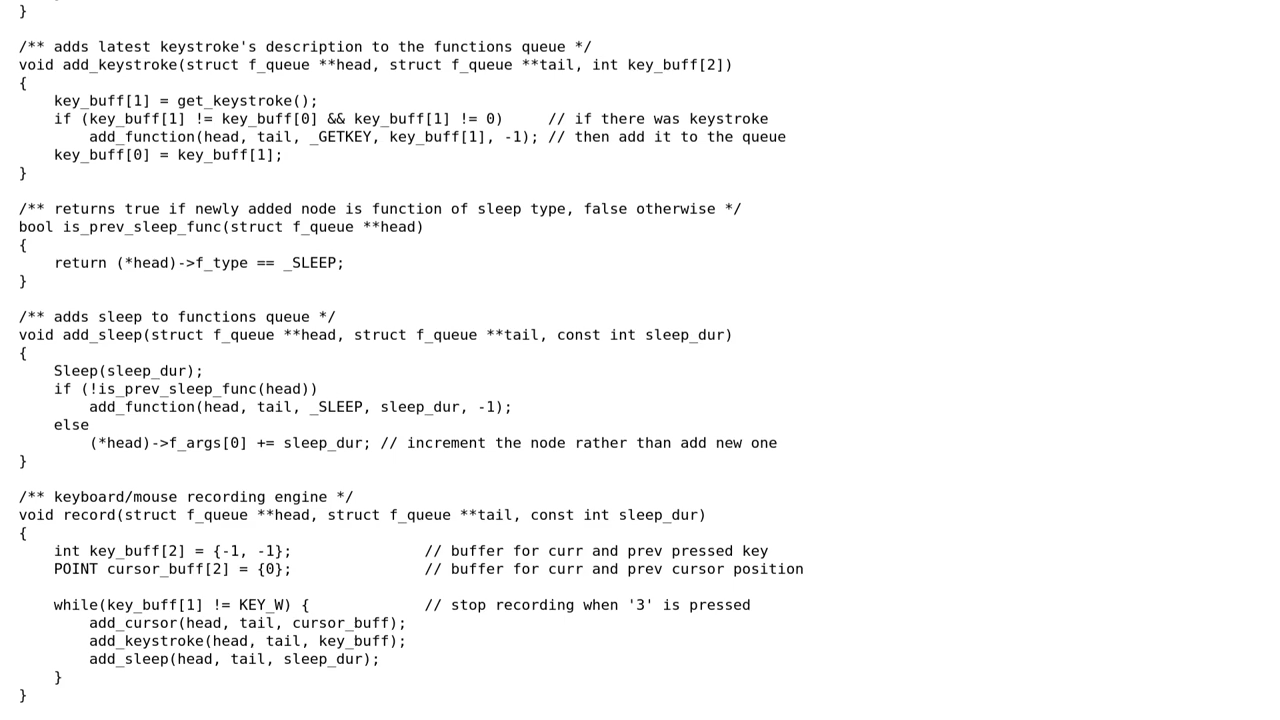 }
/** adds latest keystroke's description to the functions queue */
void add_keystroke(struct f_queue **head, struct f_queue **tail, int key_buff[2])
{
    key_buff[1] = get_keystroke();
    if (key_buff[1] != key_buff[0] && key_buff[1] != 0)     // if there was keystroke
        add_function(head, tail, _GETKEY, key_buff[1], -1); // then add it to the queue
    key_buff[0] = key_buff[1];
}
/** returns true if newly added node is function of sleep type, false otherwise */
bool is_prev_sleep_func(struct f_queue **head)
{
    return (*head)->f_type == _SLEEP;
}
/** adds sleep to functions queue */
void add_sleep(struct f_queue **head, struct f_queue **tail, const int sleep_dur)
{
    Sleep(sleep_dur);
    if (!is_prev_sleep_func(head))
        add_function(head, tail, _SLEEP, sleep_dur, -1);
    else
        (*head)->f_args[0] += sleep_dur; // increment the node rather than add new one
}
/** keyboard/mouse recording engine */
void record(struct f_queue **head, struct f_queue **tail, const int sleep_dur)
{
    int key_buff[2] = {-1, -1};               // buffer for curr and prev pressed key
    POINT cursor_buff[2] = {0};               // buffer for curr and prev cursor position
    while(key_buff[1] != KEY_W) {             // stop recording when '3' is pressed
        add_cursor(head, tail, cursor_buff);
        add_keystroke(head, tail, key_buff);
        add_sleep(head, tail, sleep_dur);
    }
}